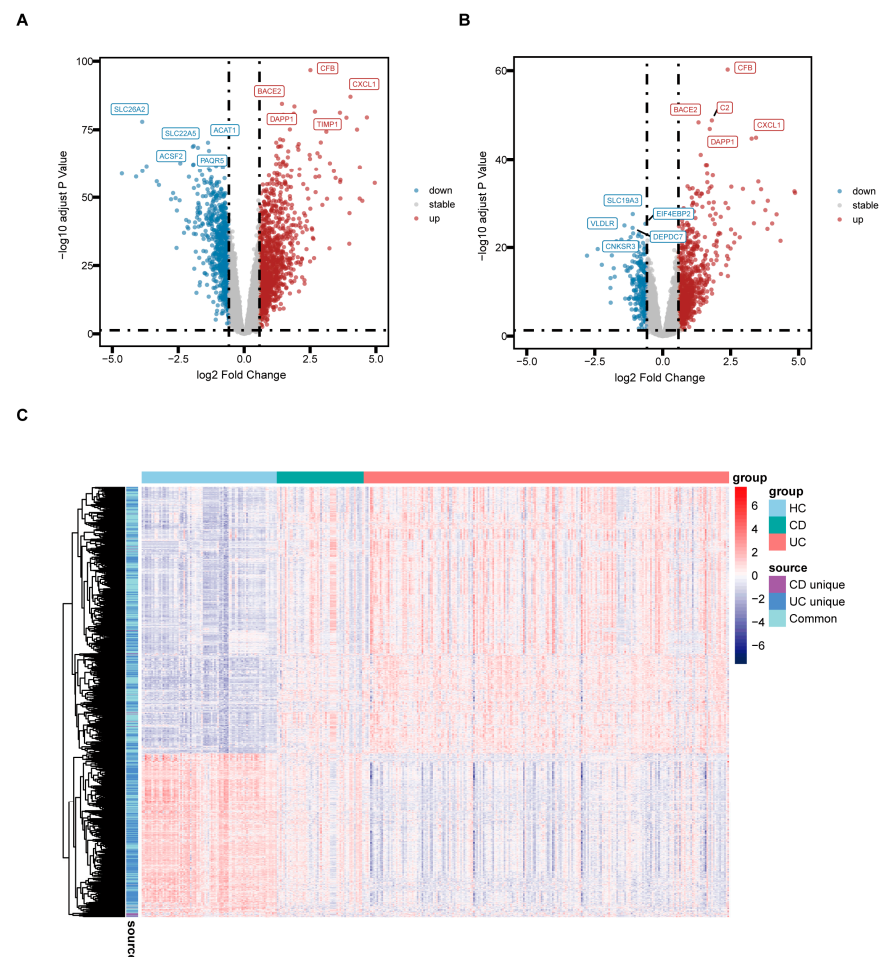 A
100
75
50
25
0
−log10 adjust P Value
−5.0
−2.5
0.0
2.5
5.0
log2 Fold Change
CFB
CXCL1
BACE2
DAPP1
TIMP1
SLC26A2
SLC22A5
ACAT1
ACSF2
PAQR5
down
stable
up
B
60
40
20
0
−log10 adjust P Value
−5.0
−2.5
0.0
2.5
5.0
log2 Fold Change
CFB
BACE2
C2
CXCL1
DAPP1
SLC19A3
EIF4EBP2
VLDLR
DEPDC7
CNKSR3
down
stable
up
C
group
6
4
2
0
−2
−4
−6
group
HC
CD
UC
source
CD unique
UC unique
Common
source